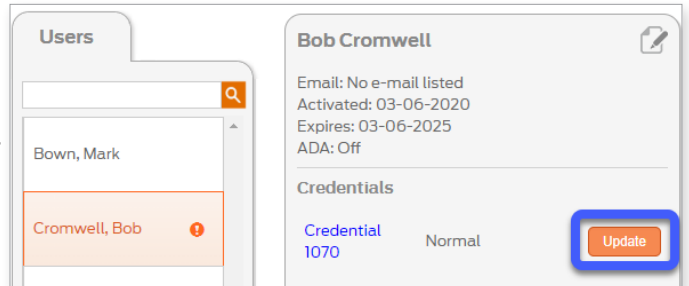 Users
Bown, Mark
Cromwell, Bob
Bob Cromwell
Email: No e-mail listed
Activated: 03-06-2020
Expires: 03-06-2025
ADA: Off
Credentials
Credential
1070
Normal
Update